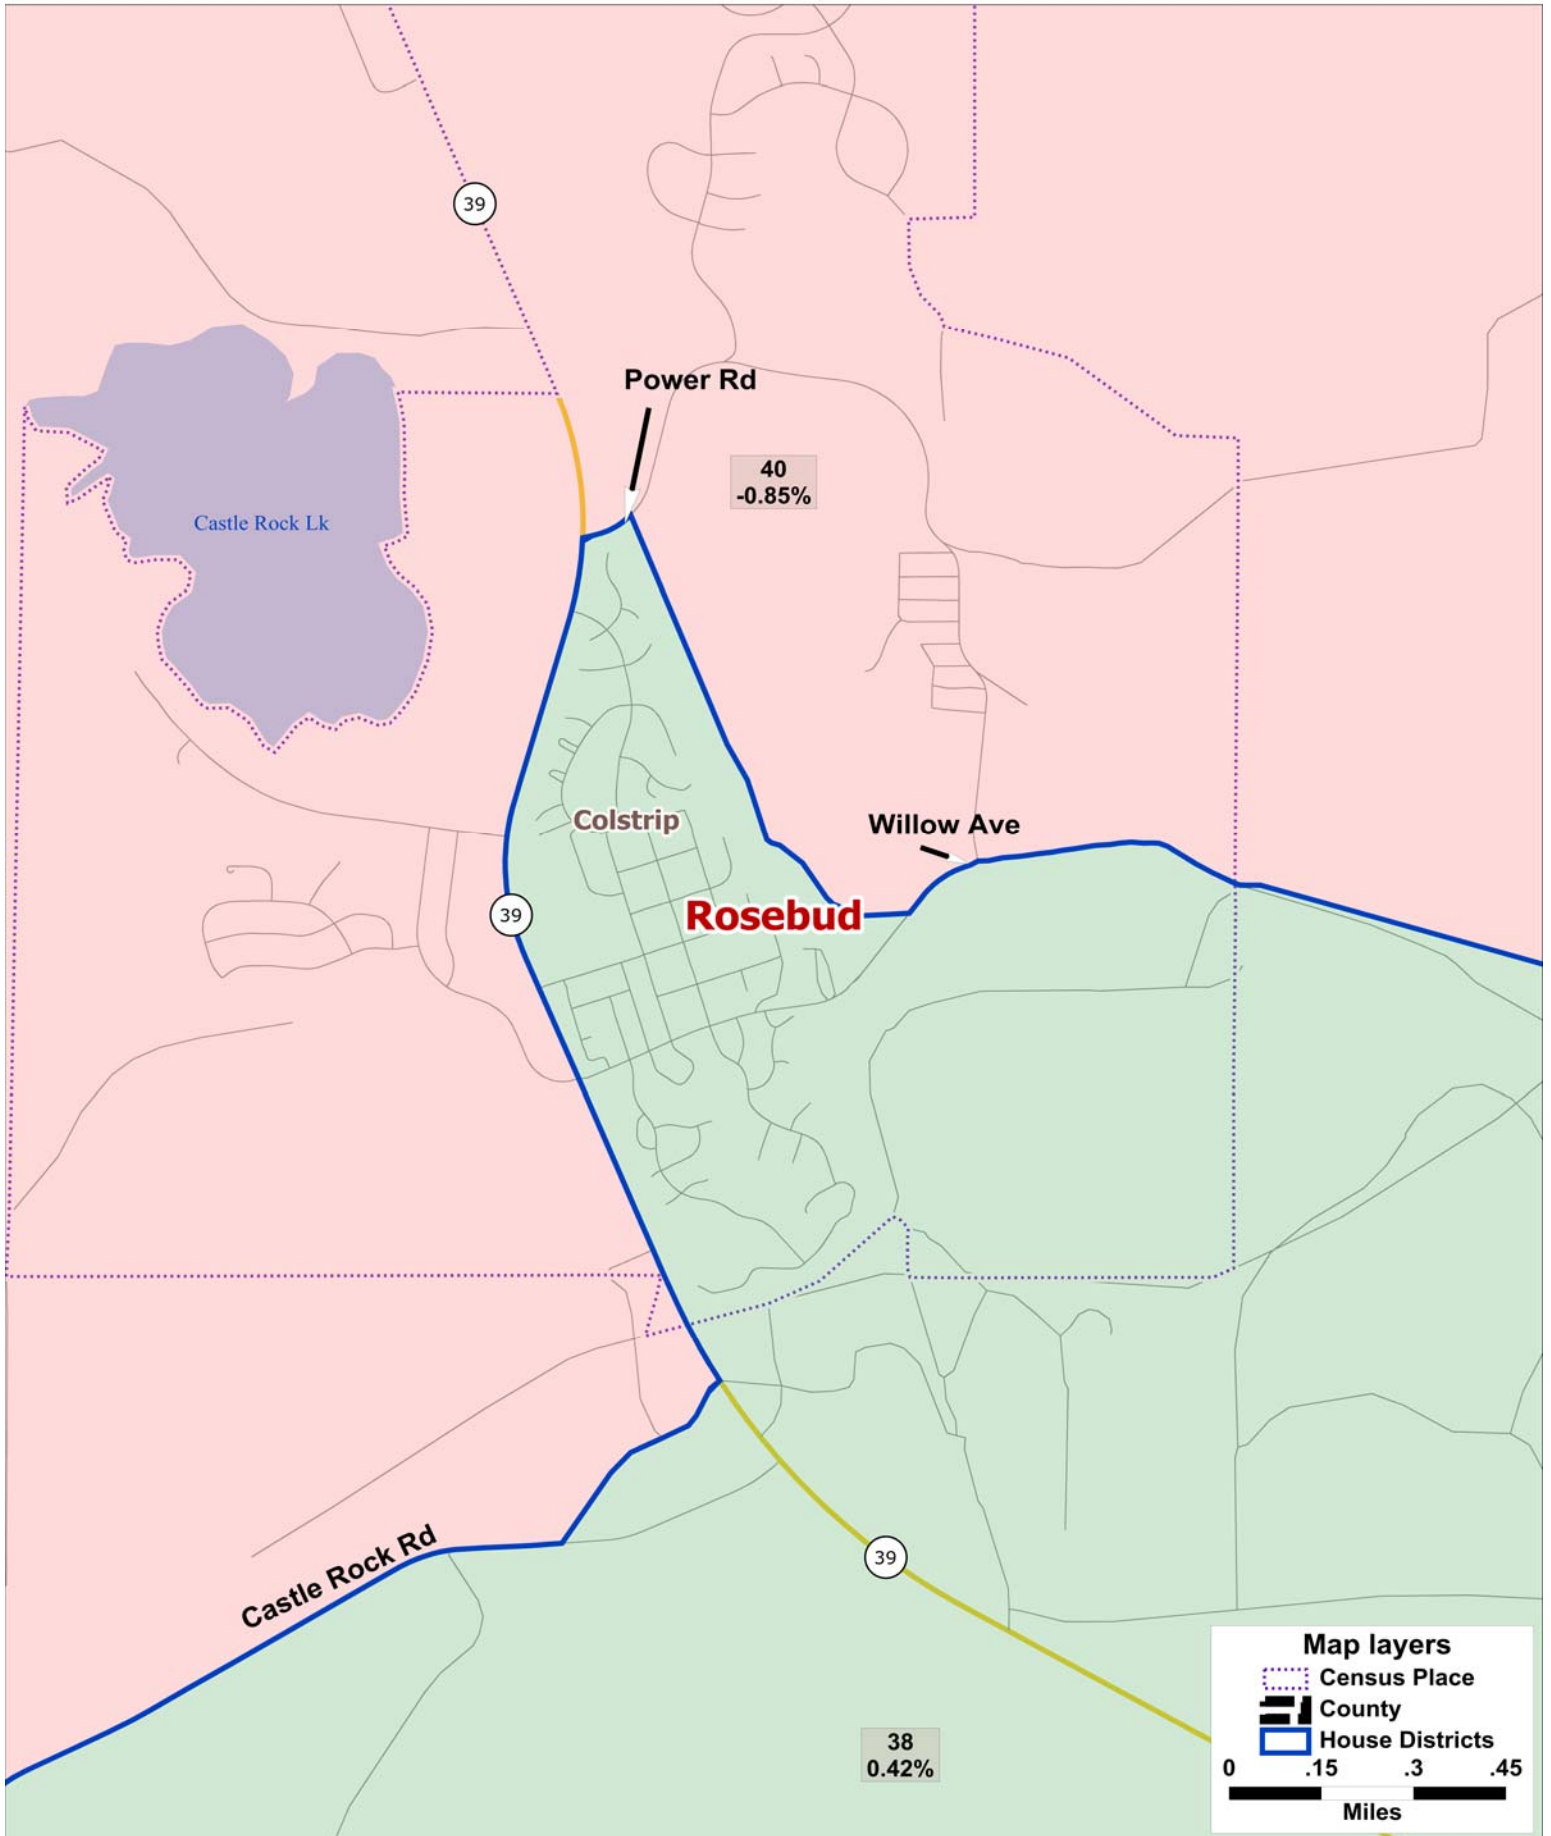 39
Power Rd
40
-0.85%
Castle Rock Lk
Colstrip
Willow Ave
39
Rosebud
Castle Rock Rd
39
38
0.42%
Map layers
Census Place
County
House Districts
0 .15 .3 .45
Miles